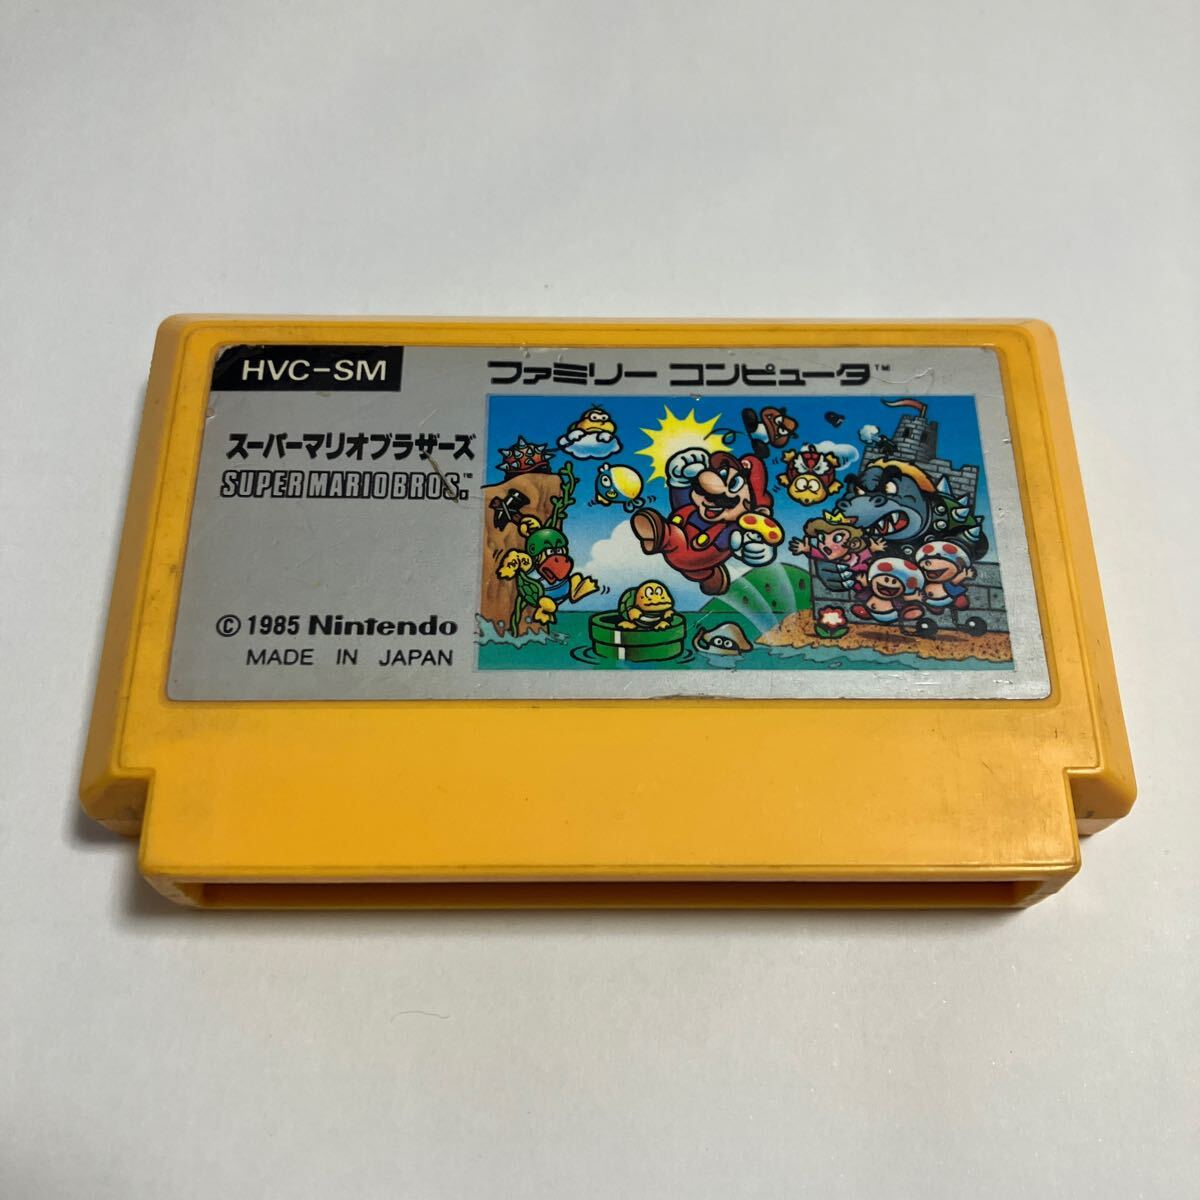 HVC-SM
ファミリー コンピュータ™
スーパーマリオブラザーズ
SUPER MARIO BROS.™
© 1985 Nintendo
MADE IN JAPAN